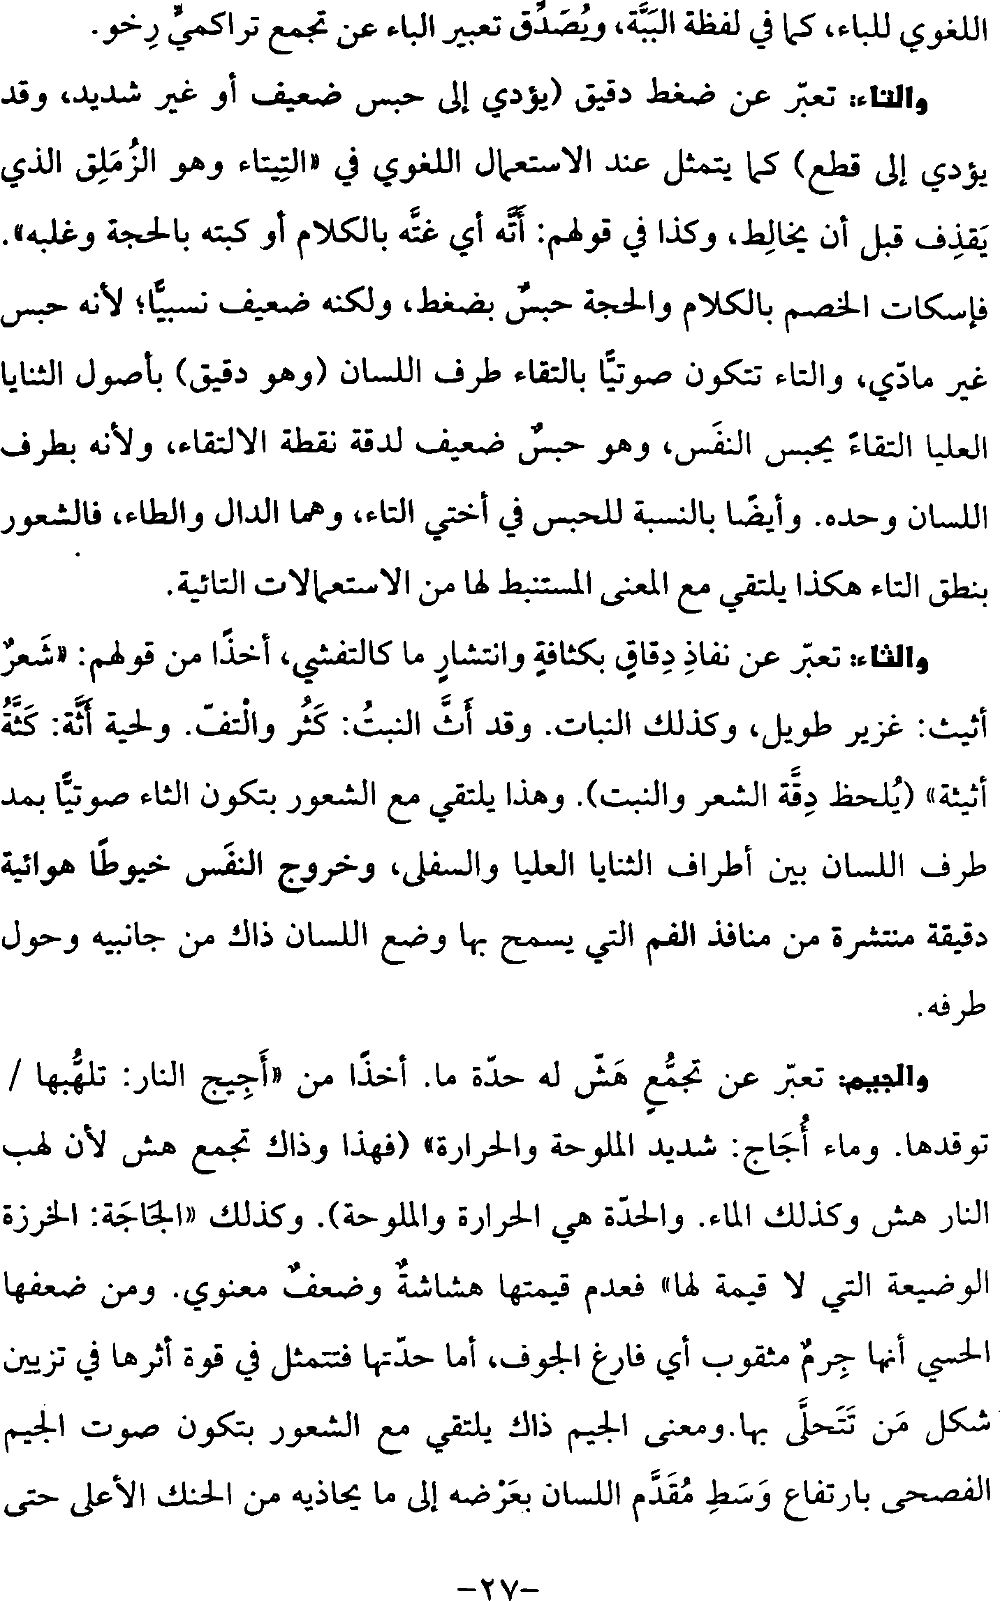 اللغوي للباء، كما في لفظة البَبَّة، ويُصَدِّق تعبير الباء عن تجمع تراكميٍّ رِخو.
والتاء: تعبّر عن ضغط دقيق (يؤدي إلى حبس ضعيف أو غير شديد، وقد
يؤدي إلى قطع) كما يتمثل عند الاستعمال اللغوي في «التِيتاء وهو الزُمَلِق الذي
يَقذِف قبل أن يخالِط، وكذا في قولهم: أَتَّه أي غتَّه بالكلام أو كبته بالحجة وغلبه».
فإسكات الخصم بالكلام والحجة حبسٌ بضغط، ولكنه ضعيف نسبيًّا؛ لأنه حبس
غير مادّي، والتاء تتكون صوتيًّا بالتقاء طرف اللسان (وهو دقيق) بأصول الثنايا
العليا التقاءً يحبس النفَس، وهو حبسٌ ضعيف لدقة نقطة الالتقاء، ولأنه بطرف
اللسان وحده. وأيضًا بالنسبة للحبس في أختي التاء، وهما الدال والطاء، فالشعور
بنطق التاء هكذا يلتقي مع المعنى المستنبط لها من الاستعمالات التائية.
والثاء: تعبّر عن نفاذِ دِقاقٍ بكثافةٍ وانتشارٍ ما كالتفشي، أخذًا من قولهم: «شَعرٌ
أثيث: غزير طويل، وكذلك النبات. وقد أَثَّ النبتُ: كَثُر والْتفّ. ولحية أَثَّة: كَثَّةُ
أثيثة» (يُلحظ دِقَّة الشعر والنبت). وهذا يلتقي مع الشعور بتكون الثاء صوتيًّا بمد
طرف اللسان بين أطراف الثنايا العليا والسفلى، وخروج النفَس خيوطًا هوائية
دقيقة منتشرة من منافذ الفم التي يسمح بها وضع اللسان ذاك من جانبيه وحول
طرفه.
والجيم: تعبّر عن تجمُّعٍ هَشّ له حدّة ما. أخذًا من «أَجِيج النار: تلهُّبها /
توقدها. وماء أُجَاج: شديد الملوحة والحرارة» (فهذا وذاك تجمع هش لأن لهب
النار هش وكذلك الماء. والحدّة هي الحرارة والملوحة). وكذلك «الجَاجَة: الخرزة
الوضيعة التي لا قيمة لها» فعدم قيمتها هشاشةٌ وضعفٌ معنوي. ومن ضعفها
الحسي أنها جِرمٌ مثقوب أي فارغ الجوف، أما حدّتها فتتمثل في قوة أثرها في تزيين
شكل مَن تَتَحلَّى بها.ومعنى الجيم ذاك يلتقي مع الشعور بتكون صوت الجيم
الفصحى بارتفاع وَسَطِ مُقَدَّم اللسان بعَرْضه إلى ما يحاذيه من الحنك الأعلى حتى
-٢٧-